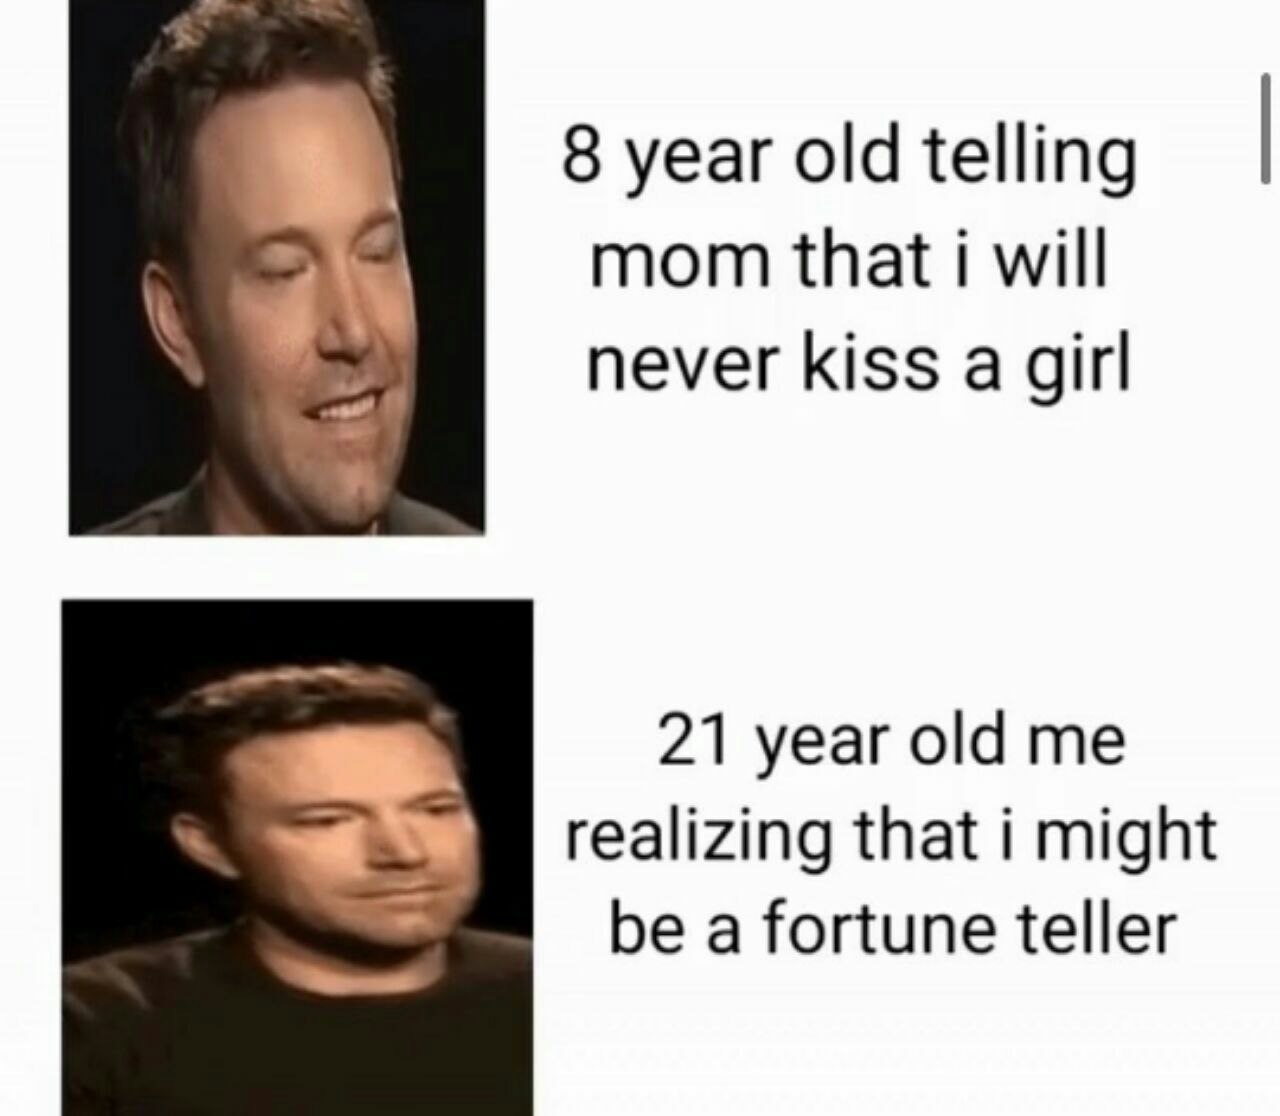 8 year old telling
mom that i will
never kiss a girl
21 year old me
realizing that i might
be a fortune teller